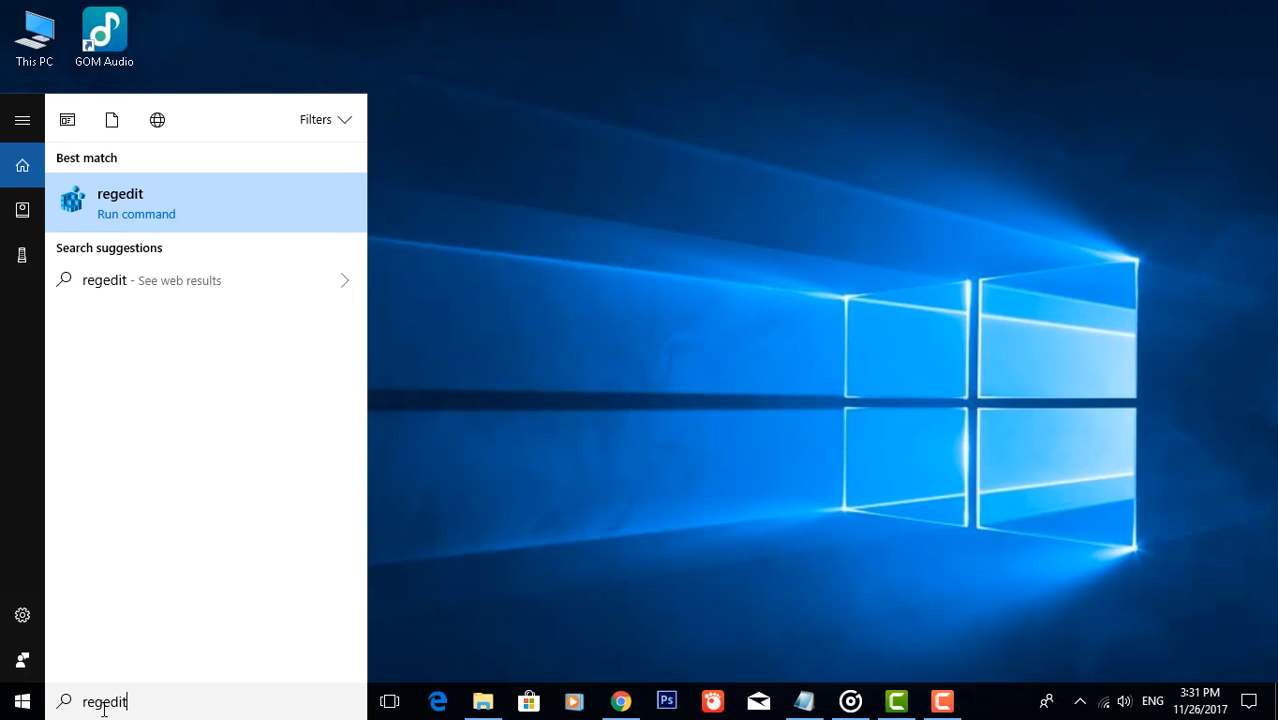 This PC
GOM Audio
Filters
Best match
regedit
Run command
Search suggestions
regedit - See web results
regedit
Ps
ENG
3:31 PM
11/26/2017